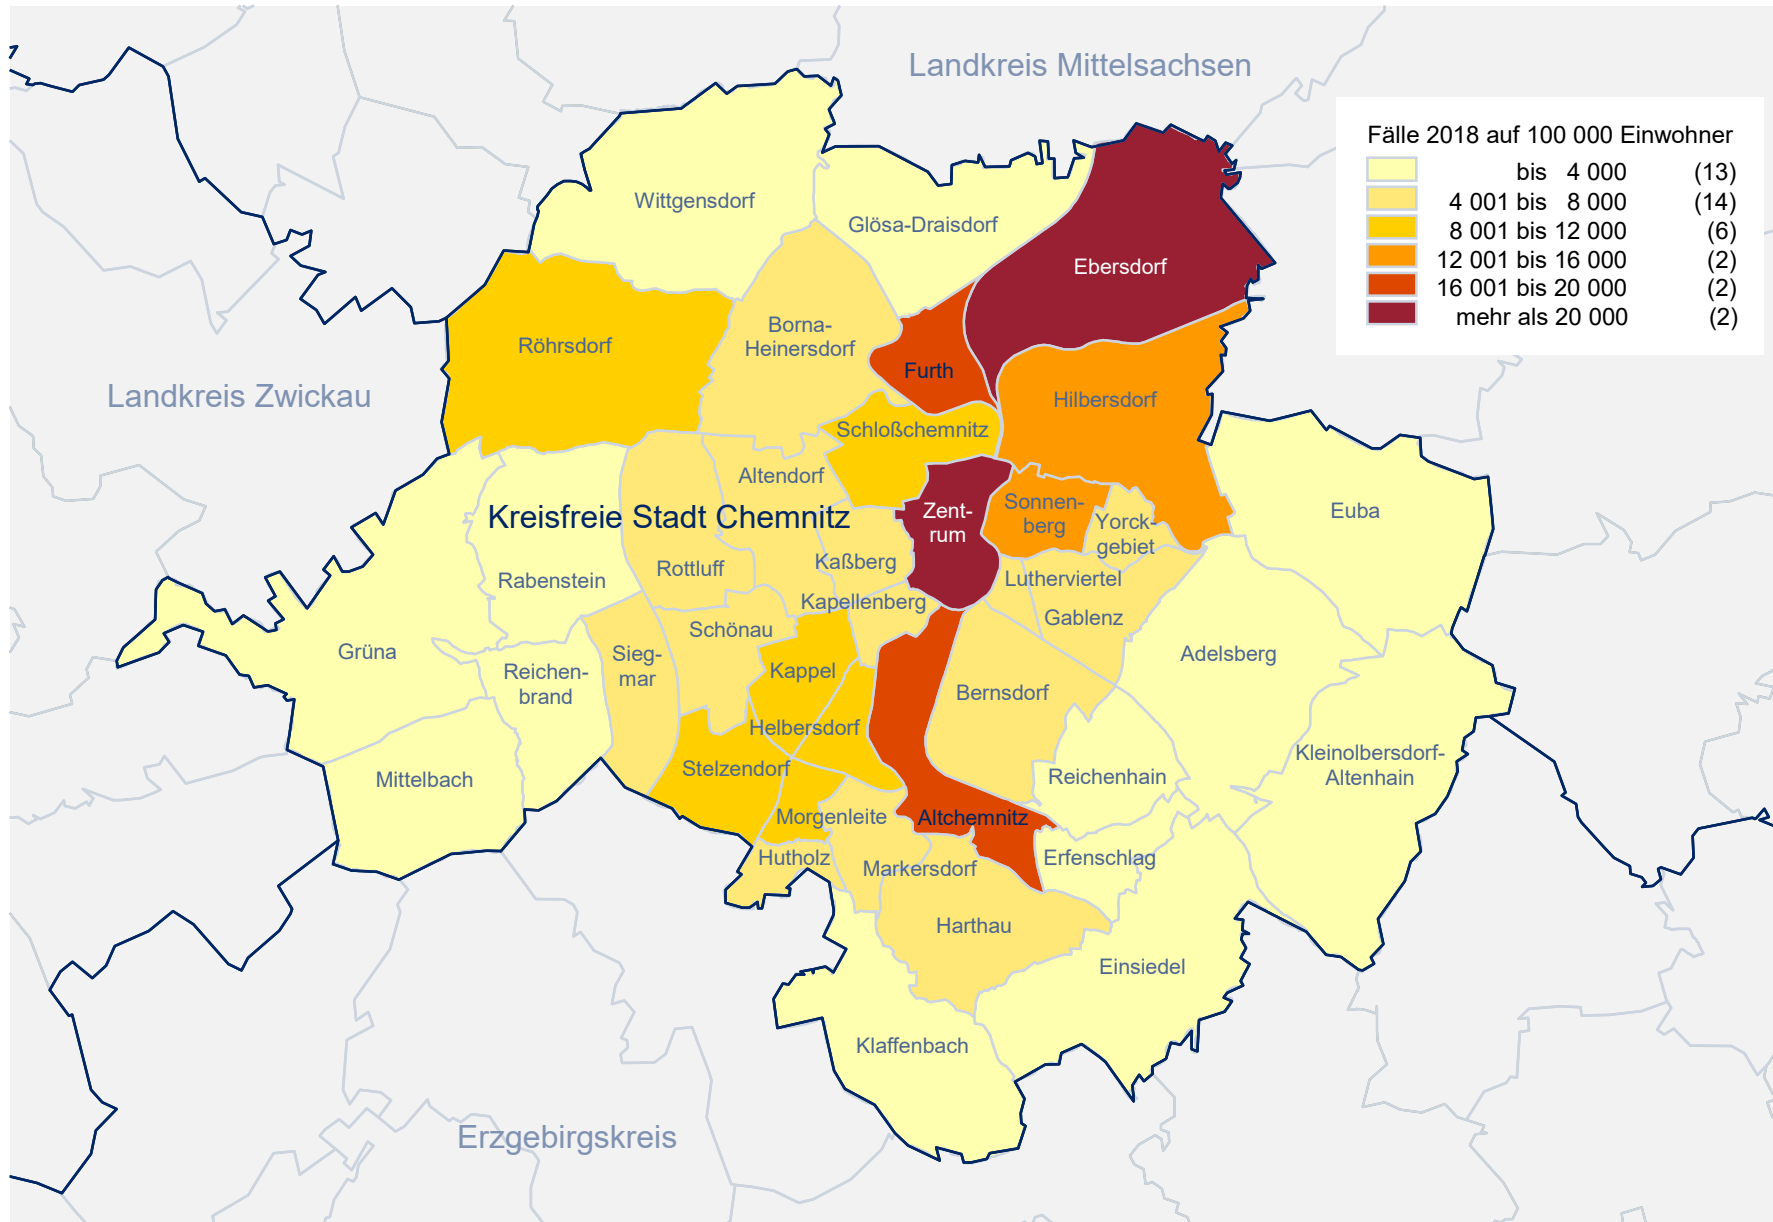 Landkreis Mittelsachsen
Fälle 2018 auf 100 000 Einwohner
bis 4 000 (13)
4 001 bis 8 000 (14)
8 001 bis 12 000 (6)
12 001 bis 16 000 (2)
16 001 bis 20 000 (2)
mehr als 20 000 (2)
Wittgensdorf
Glösa-Draisdorf
Ebersdorf
Borna-
Heinersdorf
Röhrsdorf
Furth
Landkreis Zwickau
Hilbersdorf
Schloßchemnitz
Altendorf
Kreisfreie Stadt Chemnitz
Zent-
rum
Sonnen-
berg
Yorck-
gebiet
Euba
Kaßberg
Rottluff
Rabenstein
Lutherviertel
Kapellenberg
Gablenz
Schönau
Grüna
Sieg-
mar
Adelsberg
Reichen-
brand
Kappel
Bernsdorf
Helbersdorf
Kleinolbersdorf-
Altenhain
Stelzendorf
Mittelbach
Reichenhain
Morgenleite
Altchemnitz
Hutholz
Markersdorf
Erfenschlag
Harthau
Einsiedel
Klaffenbach
Erzgebirgskreis